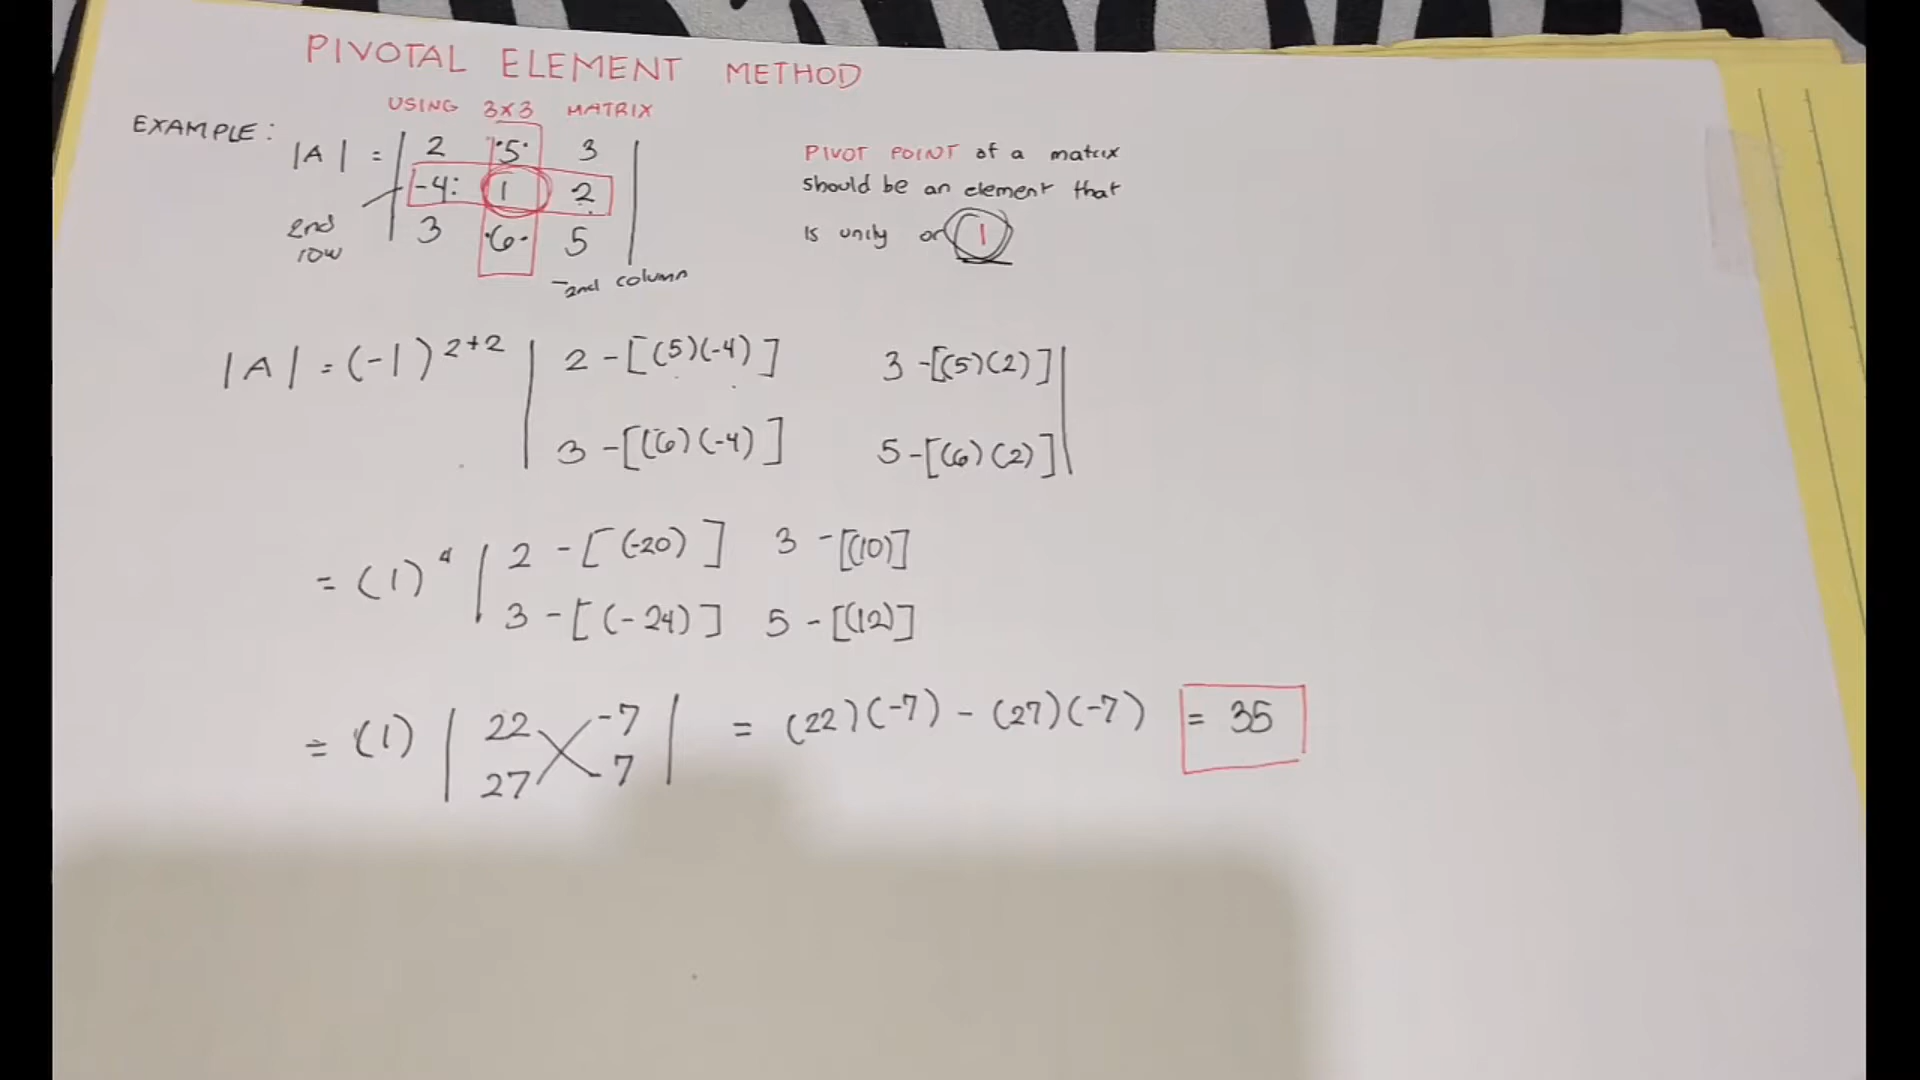 PIVOTAL ELEMENT METHOD
USING 3x3 MATRIX
EXAMPLE:
|A| = | 2 ·5· 3 |
-4: 1 2
3 ·6· 5
2nd
row
2nd column
PIVOT POINT of a matrix
should be an element that
is unity or 1
|A| = (-1)^2+2 | 2 -[(5)(-4)] 3 -[(5)(2)] |
3 -[(6)(-4)] 5 -[(6)(2)]
= (1)^4 | 2 - [(-20)] 3 - [(10)]
3 - [(-24)] 5 - [(12)]
= (1) | 22 -7 | = (22)(-7) - (27)(-7) = 35
27 7